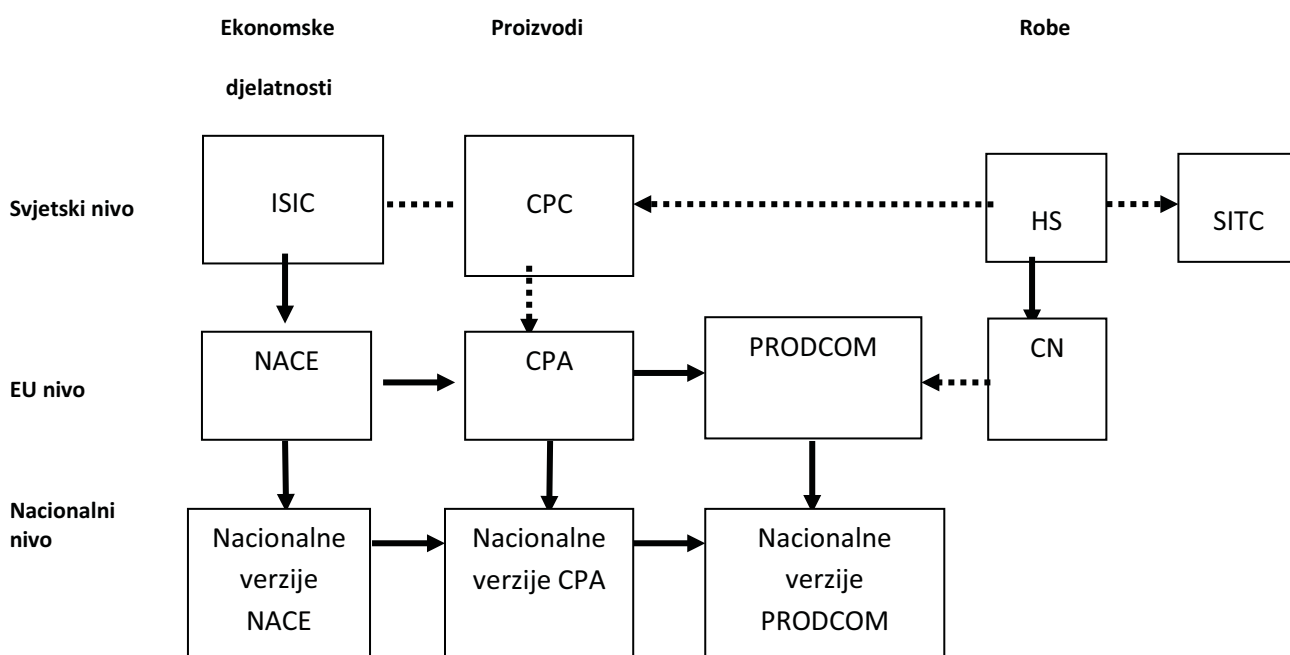 Ekonomske
djelatnosti
Proizvodi
Robe
Svjetski nivo
ISIC
CPC
HS
SITC
EU nivo
NACE
CPA
PRODCOM
CN
Nacionalni
nivo
Nacionalne
verzije
NACE
Nacionalne
verzije CPA
Nacionalne
verzije
PRODCOM